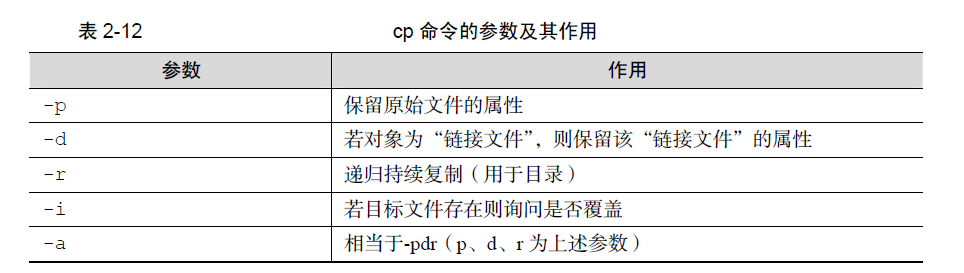 表 2-12 cp 命令的参数及其作用
参数 作用
-p 保留原始文件的属性
-d 若对象为“链接文件”，则保留该“链接文件”的属性
-r 递归持续复制（用于目录）
-i 若目标文件存在则询问是否覆盖
-a 相当于-pdr（p、d、r 为上述参数）